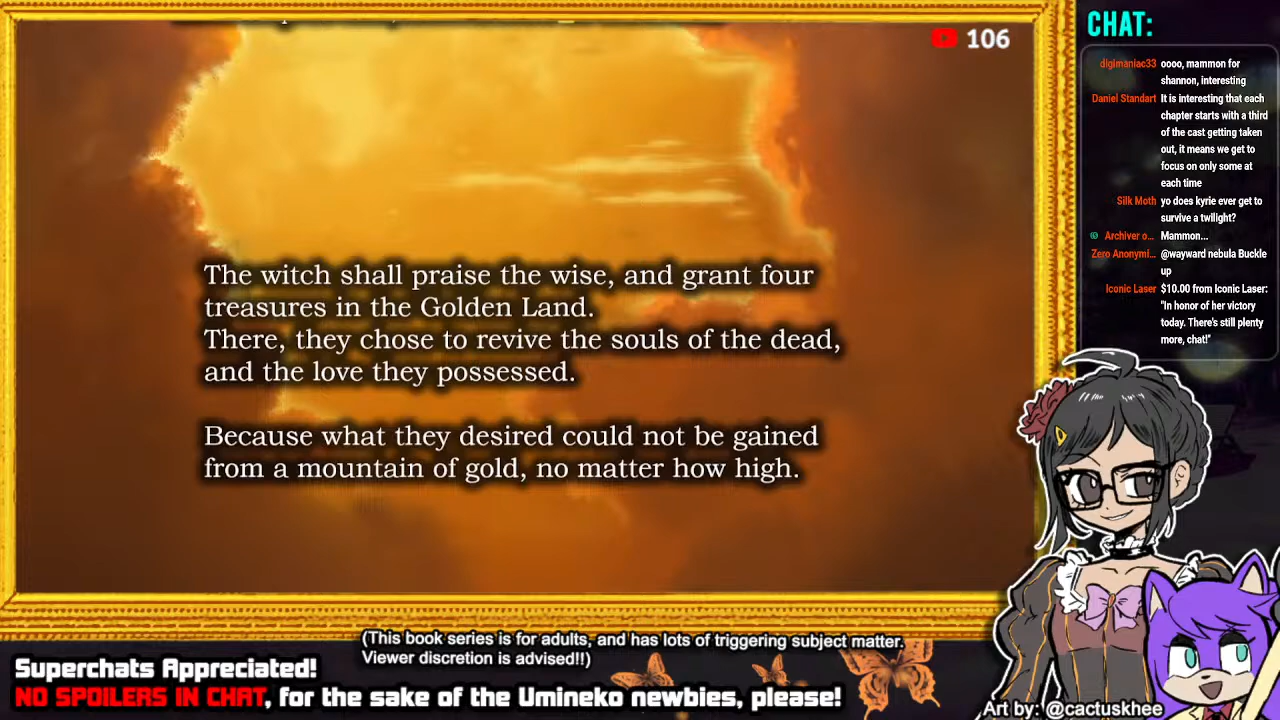 106
The witch shall praise the wise, and grant four
treasures in the Golden Land.
There, they chose to revive the souls of the dead,
and the love they possessed.
Because what they desired could not be gained
from a mountain of gold, no matter how high.
CHAT:
digimaniac33 oooo, mammon for
shannon, interesting
Daniel Standart It is interesting that each
chapter starts with a third
of the cast getting taken
out, it means we get to
focus on only some at
each time
Silk Moth yo does kyrie ever get to
survive a twilight?
Archiver o... Mammon...
Zero Anonymi... @wayward nebula Buckle
up
Iconic Laser $10.00 from Iconic Laser:
"In honor of her victory
today. There's still plenty
more, chat!"
(This book series is for adults, and has lots of triggering subject matter.
Viewer discretion is advised!!)
Superchats Appreciated!
NO SPOILERS IN CHAT, for the sake of the Umineko newbies, please!
Art by: @cactuskhee